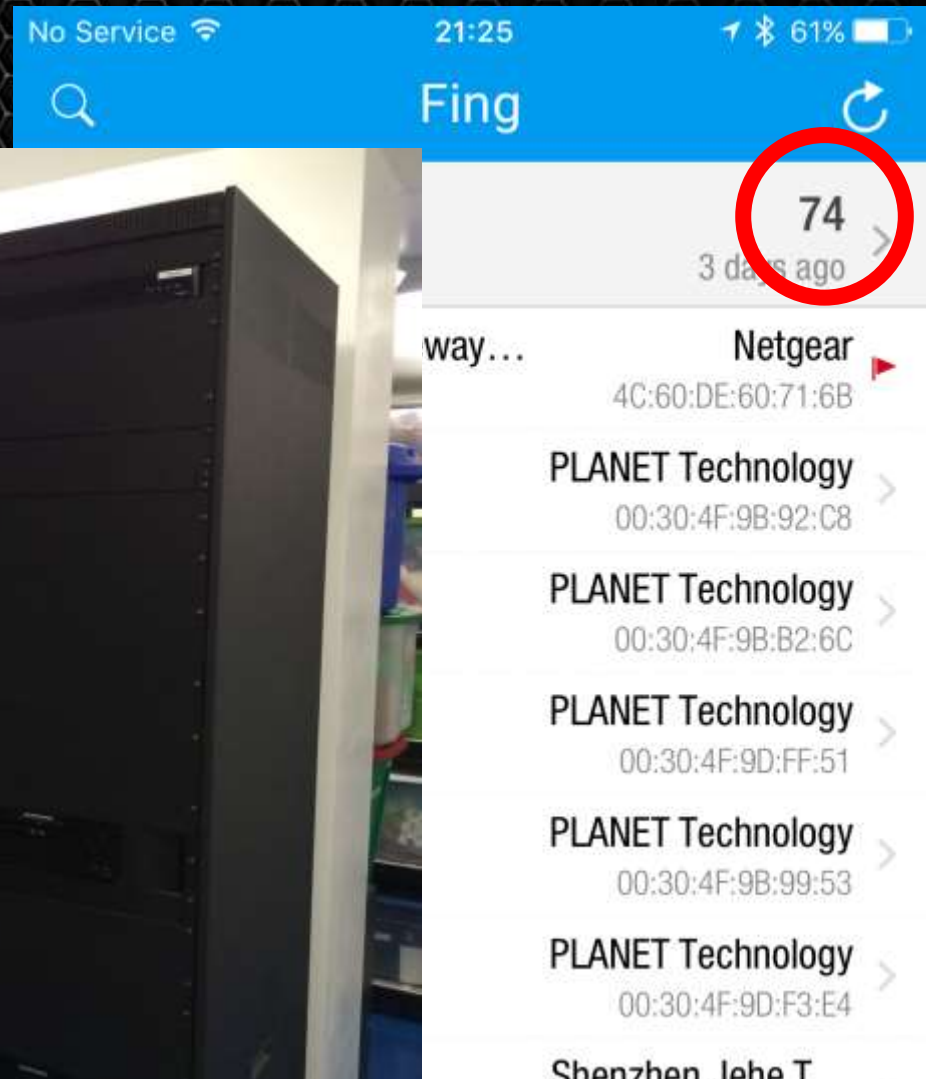 No Service 21:25 61%
Fing
74
3 days ago
way... Netgear
4C:60:DE:60:71:6B
PLANET Technology
00:30:4F:9B:92:C8
PLANET Technology
00:30:4F:9B:B2:6C
PLANET Technology
00:30:4F:9D:FF:51
PLANET Technology
00:30:4F:9B:99:53
PLANET Technology
00:30:4F:9D:F3:E4
Shenzhen Jehe T